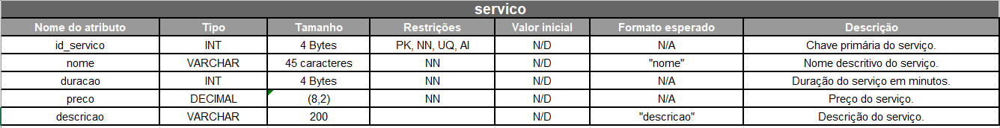 servico
Nome do atributo Tipo Tamanho Restrições Valor inicial Formato esperado Descrição
id_servico INT 4 Bytes PK, NN, UQ, AI N/D N/A Chave primária do serviço.
nome VARCHAR 45 caracteres NN N/D "nome" Nome descritivo do serviço.
duracao INT 4 Bytes NN N/D N/A Duração do serviço em minutos.
preco DECIMAL (8,2) NN N/D N/A Preço do serviço.
descricao VARCHAR 200 N/D "descricao" Descrição do serviço.